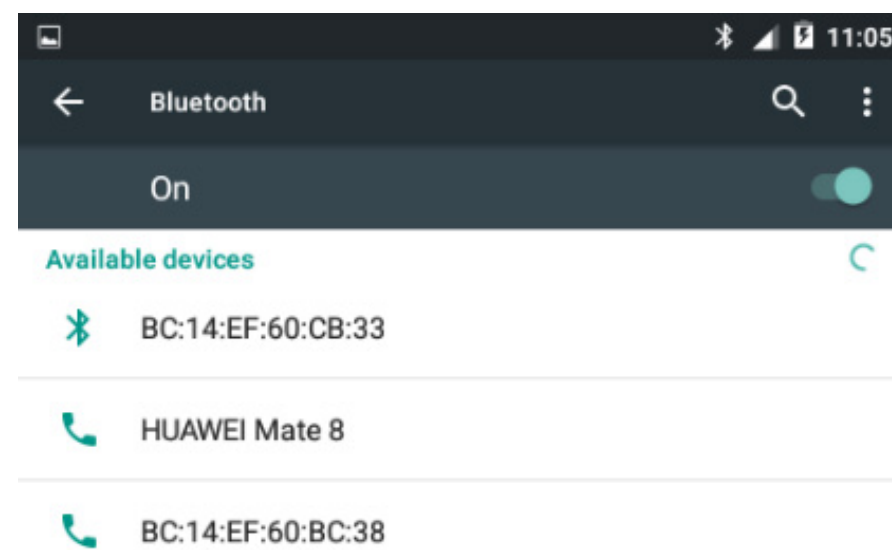 11:05
Bluetooth
On
Available devices
BC:14:EF:60:CB:33
HUAWEI Mate 8
BC:14:EF:60:BC:38